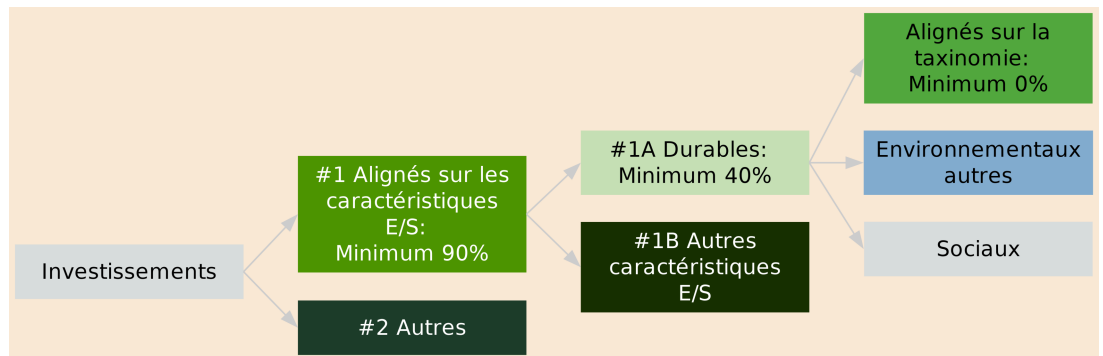 Investissements
#1 Alignés sur les
caractéristiques
E/S:
Minimum 90%
#2 Autres
#1A Durables:
Minimum 40%
#1B Autres
caractéristiques
E/S
Alignés sur la
taxinomie:
Minimum 0%
Environnementaux
autres
Sociaux